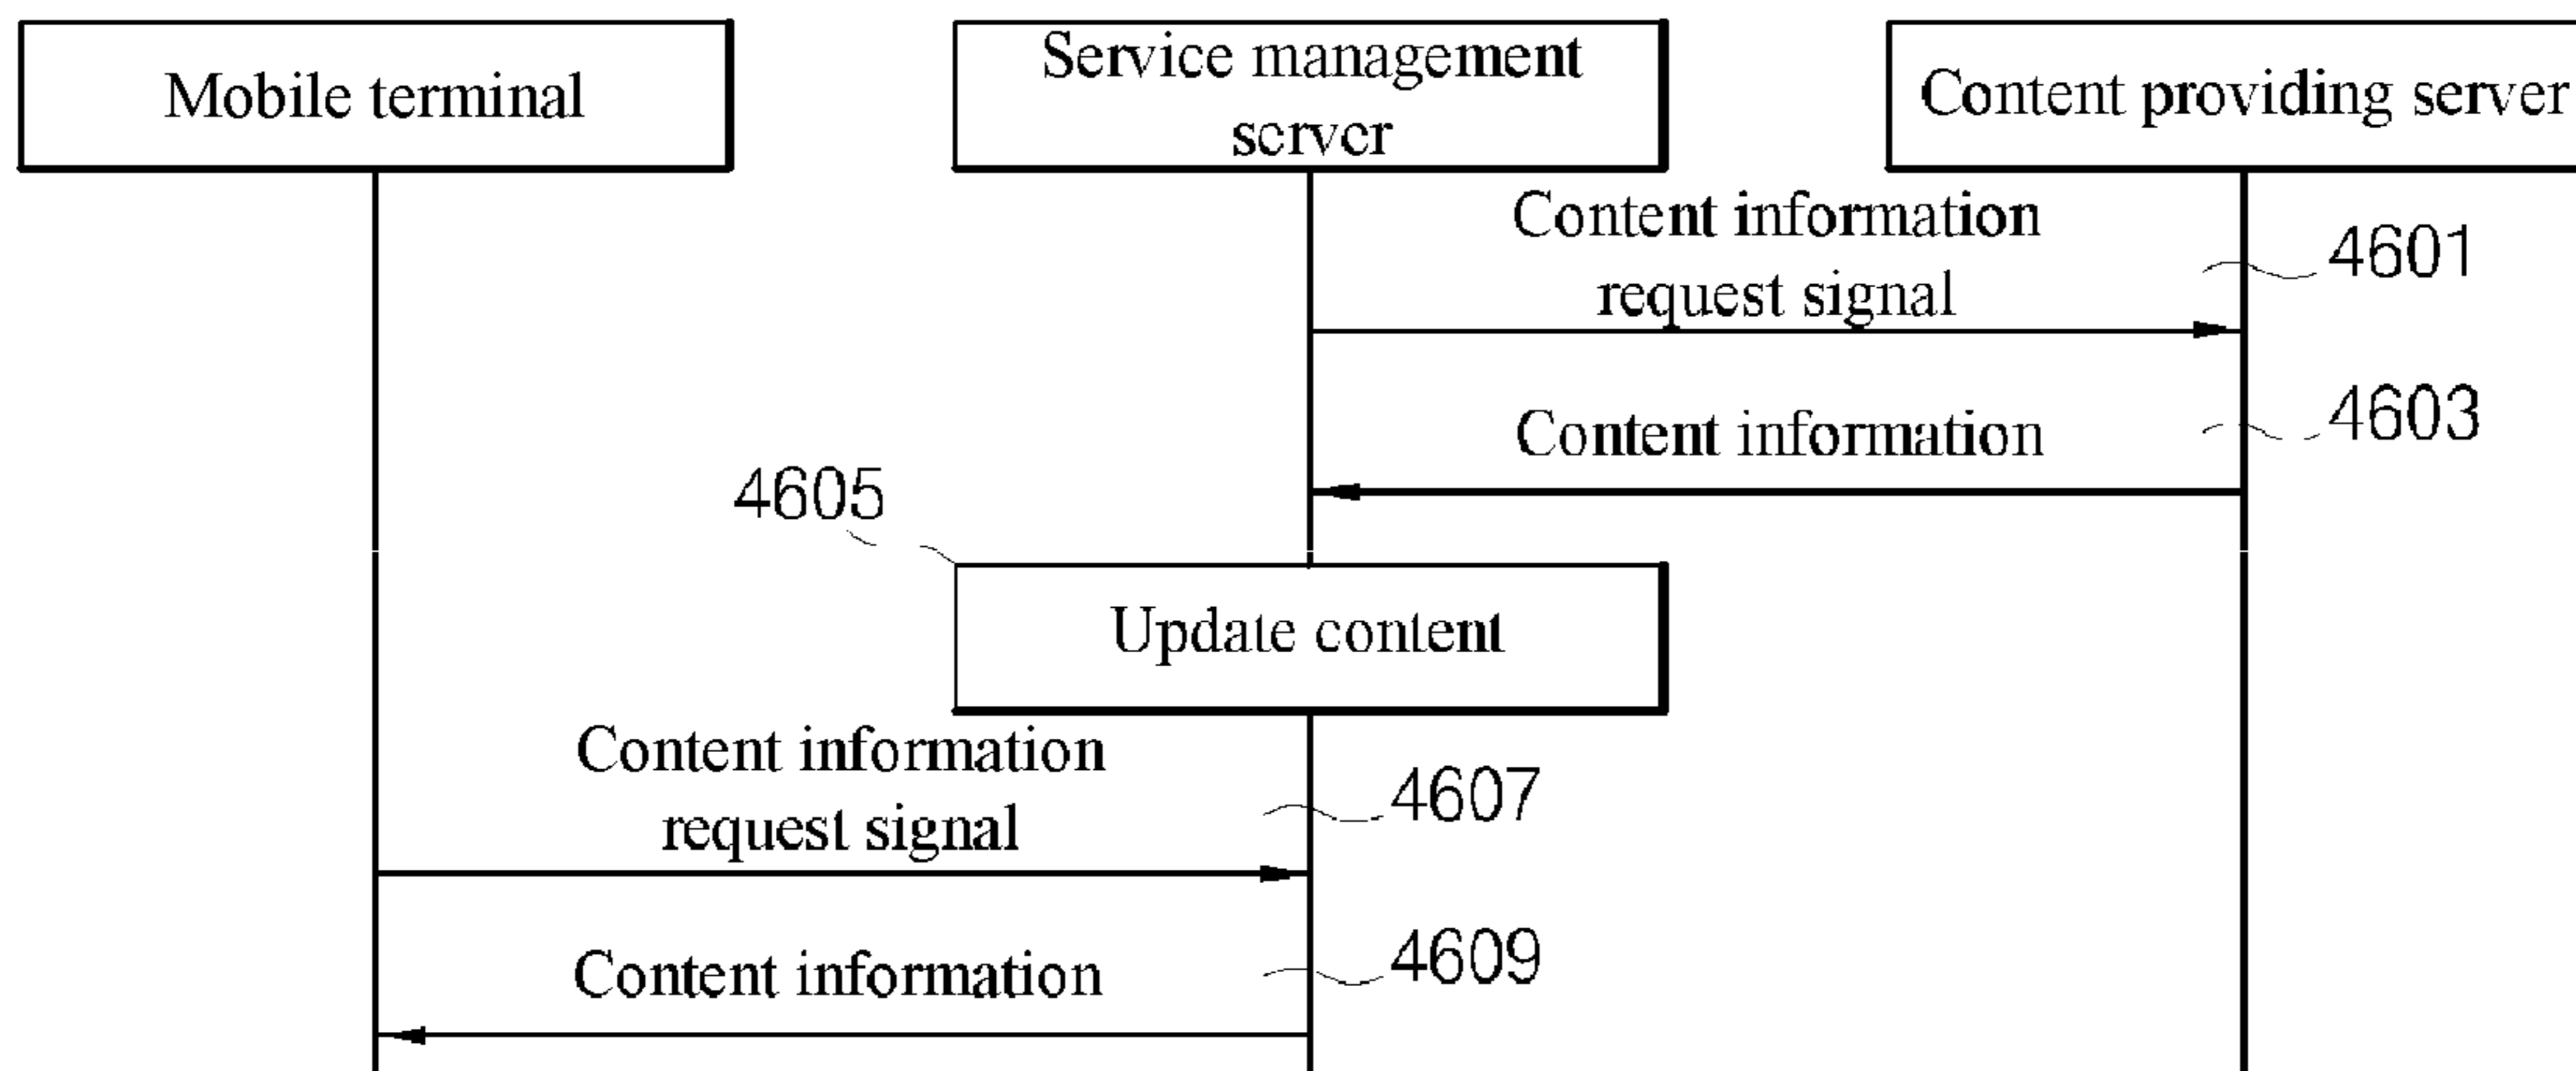 Mobile terminal
Service management
server
Content providing server
Content information
request signal
4601
Content information
4603
4605
Update content
Content information
request signal
4607
Content information
4609